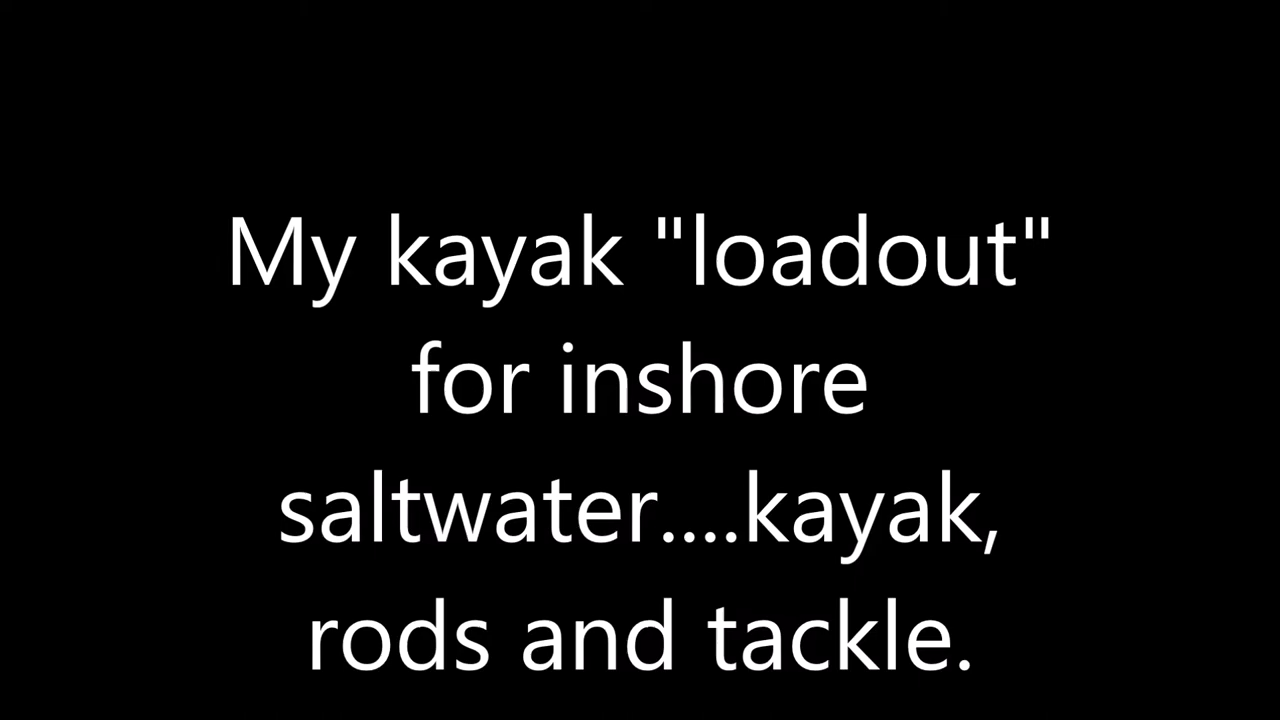 My kayak "loadout"
for inshore
saltwater....kayak,
rods and tackle.